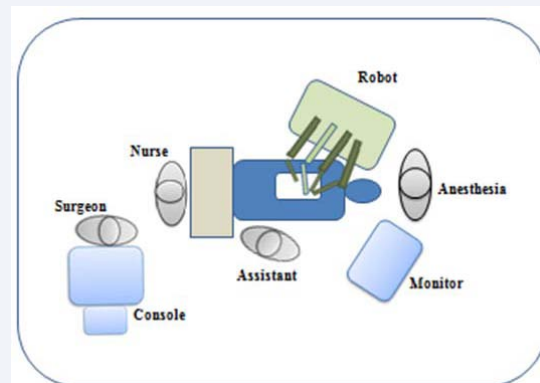 Robot
Nurse
Anesthesia
Surgeon
Assistant
Monitor
Console